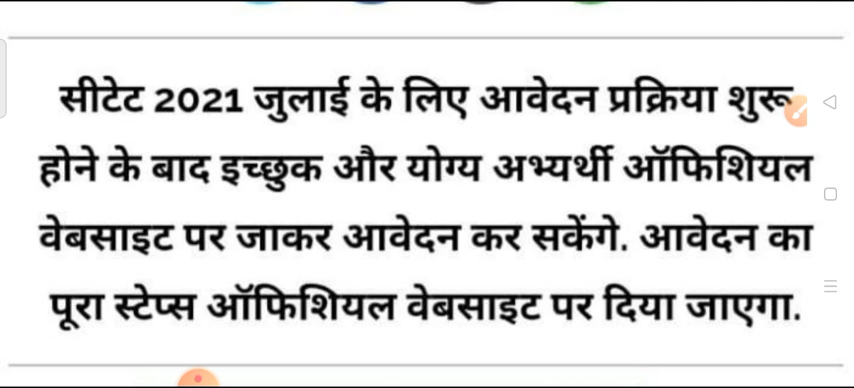 सीटेट 2021 जुलाई के लिए आवेदन प्रक्रिया शुरू
होने के बाद इच्छुक और योग्य अभ्यर्थी ऑफिशियल
वेबसाइट पर जाकर आवेदन कर सकेंगे. आवेदन का
पूरा स्टेप्स ऑफिशियल वेबसाइट पर दिया जाएगा.